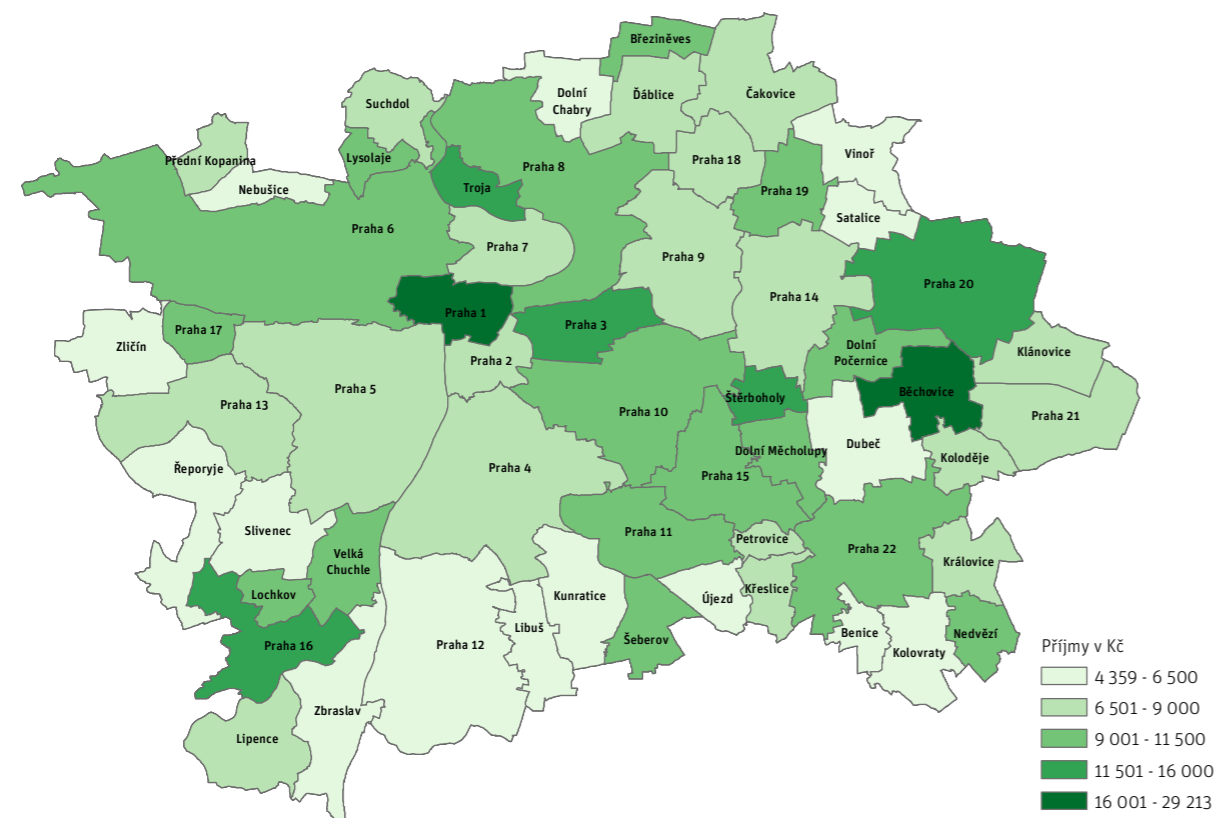 Březiněves
Dolní
Chabry
Ďáblice
Čakovice
Suchdol
Přední Kopanina
Lysolaje
Nebušice
Praha 8
Praha 18
Vinoř
Troja
Praha 19
Satalice
Praha 6
Praha 7
Praha 9
Praha 20
Praha 14
Praha 1
Praha 3
Praha 17
Zličín
Praha 2
Dolní
Počernice
Klánovice
Praha 5
Štěrboholy
Běchovice
Praha 13
Praha 10
Praha 21
Dubeč
Dolní Měcholupy
Koloděje
Řeporyje
Praha 4
Praha 15
Slivenec
Praha 11
Petrovice
Praha 22
Velká
Chuchle
Královice
Lochkov
Kunratice
Újezd
Křeslice
Libuš
Šeberov
Benice
Nedvězí
Praha 16
Praha 12
Kolovraty
Zbraslav
Lipence
Příjmy v Kč
4 359 - 6 500
6 501 - 9 000
9 001 - 11 500
11 501 - 16 000
16 001 - 29 213